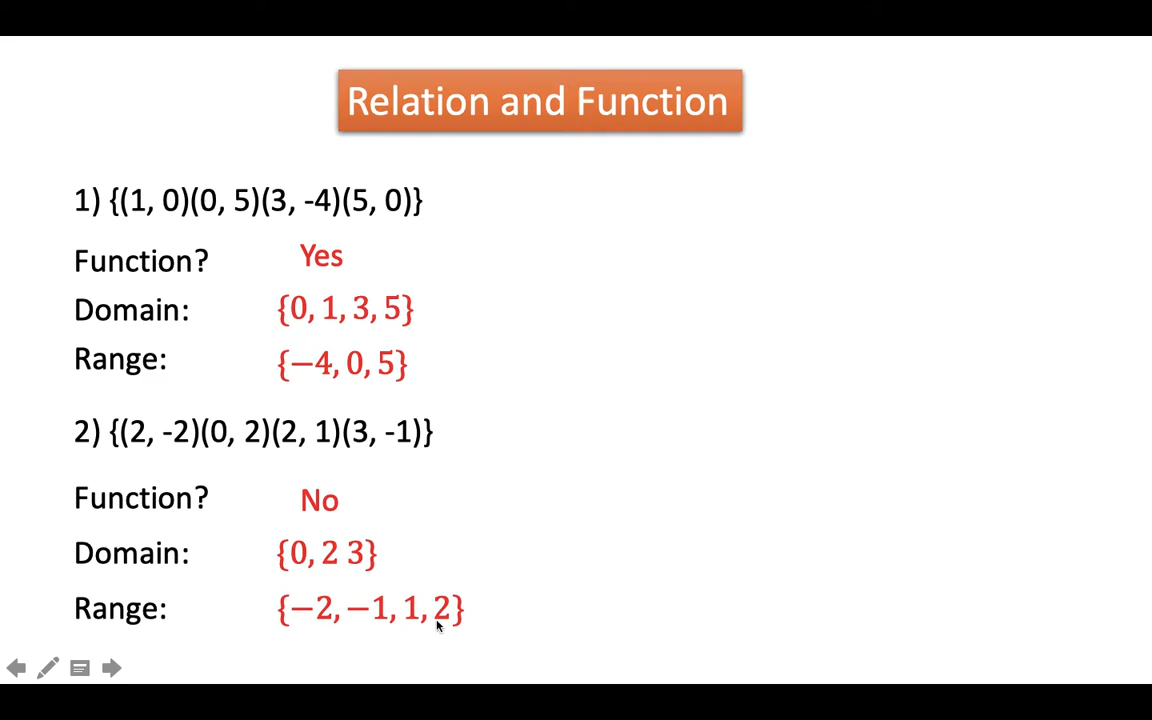 Relation and Function
1) {(1, 0)(0, 5)(3, -4)(5, 0)}
Function? Yes
Domain: {0, 1, 3, 5}
Range: {−4, 0, 5}
2) {(2, -2)(0, 2)(2, 1)(3, -1)}
Function? No
Domain: {0, 2 3}
Range: {−2, −1, 1, 2}